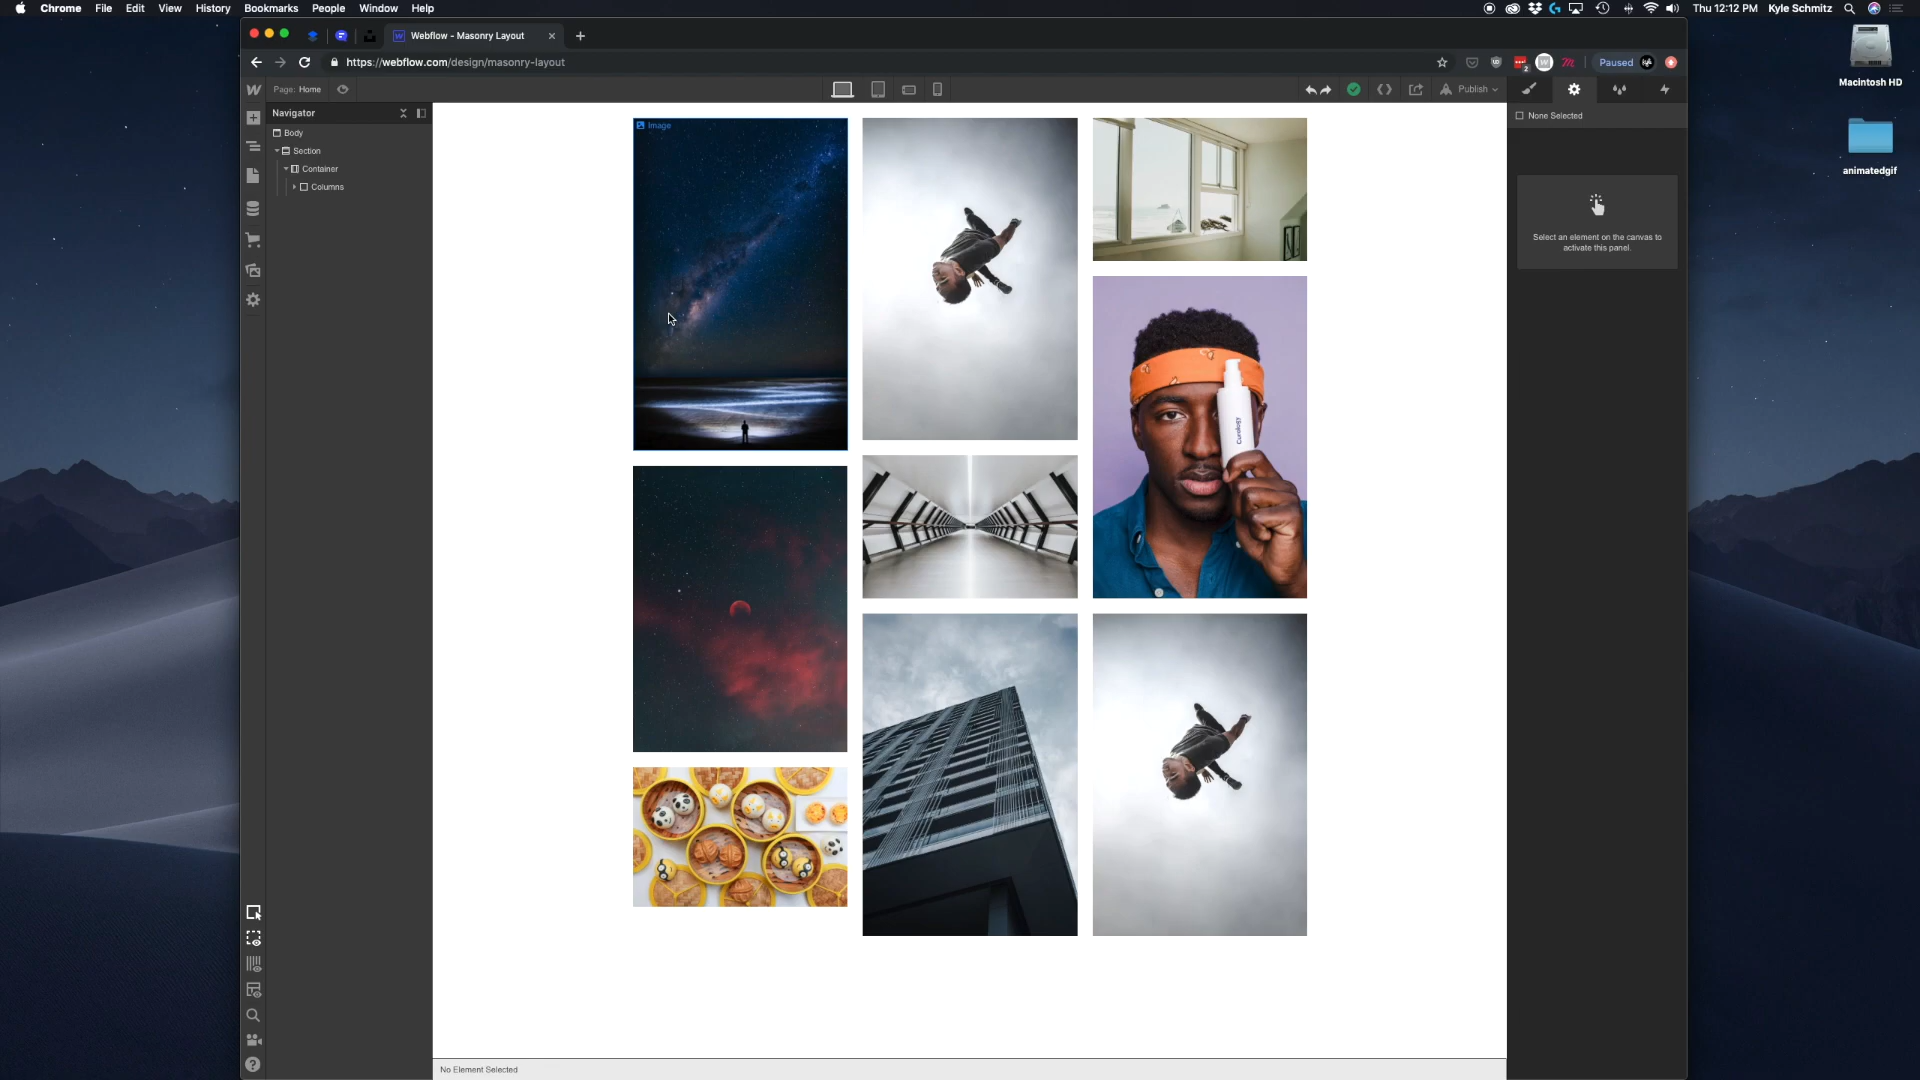 Chrome File Edit View History Bookmarks People Window Help
Thu 12:12 PM Kyle Schmitz
Webflow - Masonry Layout
https://webflow.com/design/masonry-layout
Paused
Page: Home
Publish
Navigator
Body
Section
Container
Columns
Image
Curology
None Selected
Select an element on the canvas to
activate this panel.
No Element Selected
Macintosh HD
animatedgif